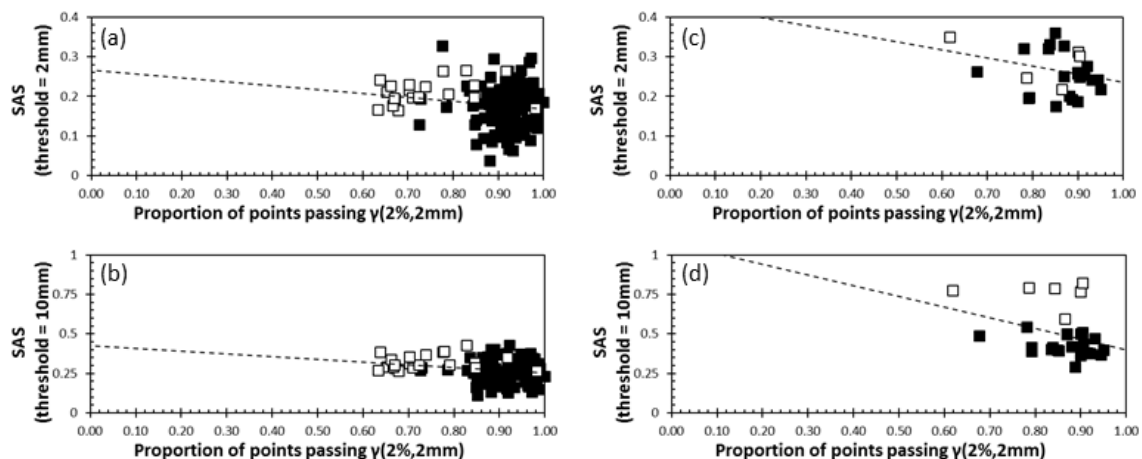 (a)
SAS
(threshold = 2mm)
0.4
0.3
0.2
0.1
0
0.00 0.10 0.20 0.30 0.40 0.50 0.60 0.70 0.80 0.90 1.00
Proportion of points passing γ(2%,2mm)
(c)
SAS
(threshold = 2mm)
0.4
0.3
0.2
0.1
0
0.00 0.10 0.20 0.30 0.40 0.50 0.60 0.70 0.80 0.90 1.00
Proportion of points passing γ(2%,2mm)
(b)
SAS
(threshold = 10mm)
1
0.75
0.5
0.25
0
0.00 0.10 0.20 0.30 0.40 0.50 0.60 0.70 0.80 0.90 1.00
Proportion of points passing γ(2%,2mm)
(d)
SAS
(threshold = 10mm)
1
0.75
0.5
0.25
0
0.00 0.10 0.20 0.30 0.40 0.50 0.60 0.70 0.80 0.90 1.00
Proportion of points passing γ(2%,2mm)